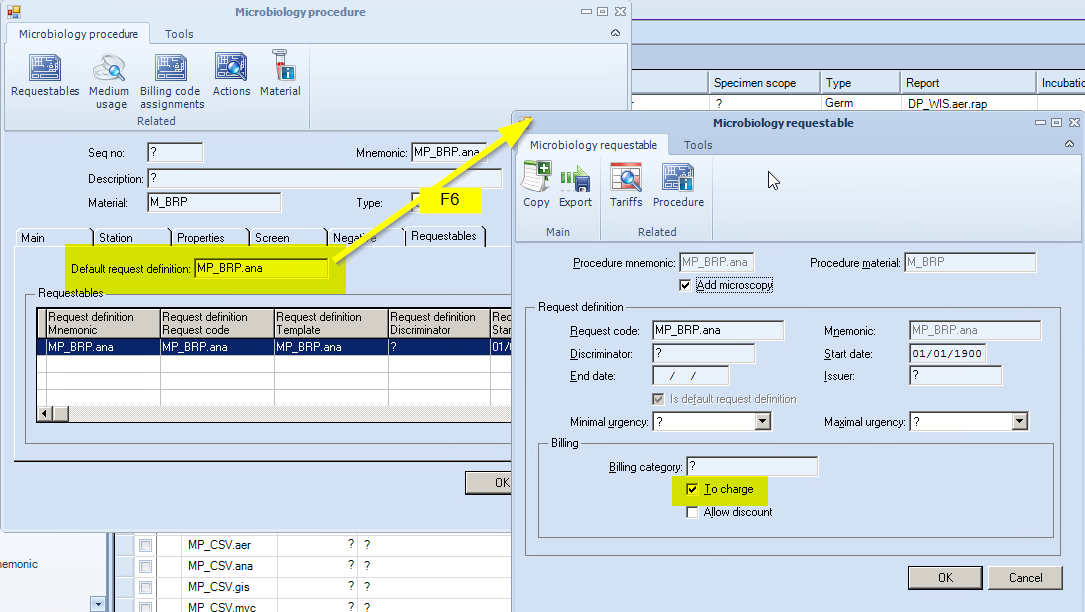 Microbiology procedure
Microbiology procedure Tools
Requestables Medium usage Billing code assignments Actions Material
Related
Seq no: ? Mnemonic: MP_BRP.ana
Description: ?
Material: M_BRP Type:
F6
Main Station Properties Screen Negative Requestables
Default request definition: MP_BRP.ana
Requestables
Request definition Mnemonic Request definition Request code Request definition Template Request definition Discriminator
MP_BRP.ana MP_BRP.ana MP_BRP.ana ? 01/0
OK
Specimen scope Type Report
? Germ DP_WIS.aer.rap
Microbiology requestable
Microbiology requestable Tools
Copy Export Tariffs Procedure
Main Related
Procedure mnemonic: MP_BRP.ana Procedure material: M_BRP
Add microscopy
Request definition
Request code: MP_BRP.ana Mnemonic: MP_BRP.ana
Discriminator: ? Start date: 01/01/1900
End date: / / Issuer: ?
Is default request definition
Minimal urgency: ? Maximal urgency: ?
Billing
Billing category: ?
To charge
Allow discount
OK Cancel
nemonic
MP_CSV.aer ? ?
MP_CSV.ana ? ?
MP_CSV.gis ? ?
MP_CSV.myc ? ?